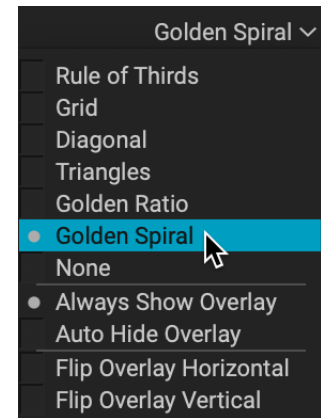 Golden Spiral
Rule of Thirds
Grid
Diagonal
Triangles
Golden Ratio
Golden Spiral
None
Always Show Overlay
Auto Hide Overlay
Flip Overlay Horizontal
Flip Overlay Vertical